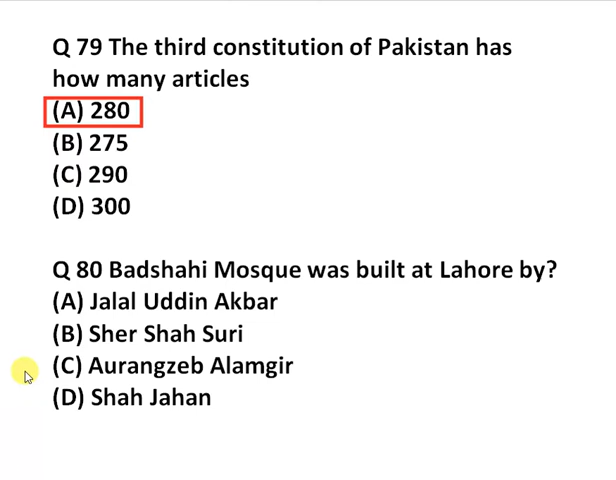 Q 79 The third constitution of Pakistan has
how many articles
(A) 280
(B) 275
(C) 290
(D) 300
Q 80 Badshahi Mosque was built at Lahore by?
(A) Jalal Uddin Akbar
(B) Sher Shah Suri
(C) Aurangzeb Alamgir
(D) Shah Jahan